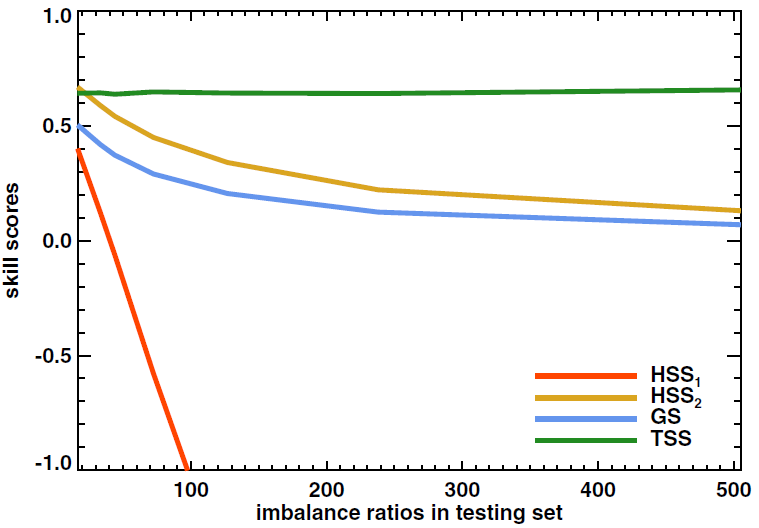 1.0
0.5
0.0
-0.5
-1.0
skill scores
HSS₁
HSS₂
GS
TSS
100 200 300 400 500
imbalance ratios in testing set